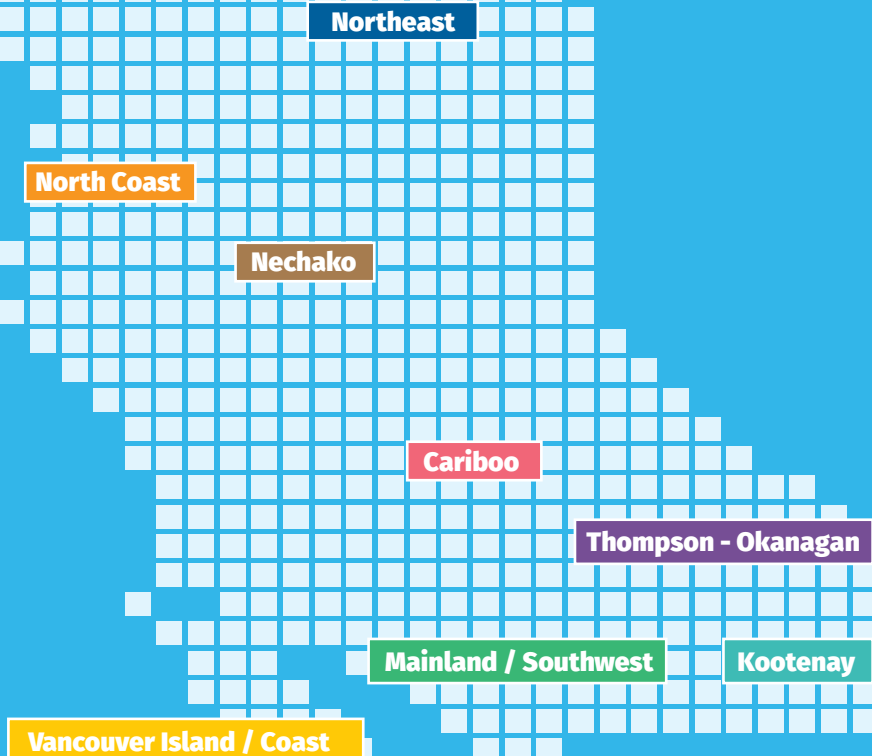 Northeast
North Coast
Nechako
Cariboo
Thompson - Okanagan
Mainland / Southwest
Kootenay
Vancouver Island / Coast